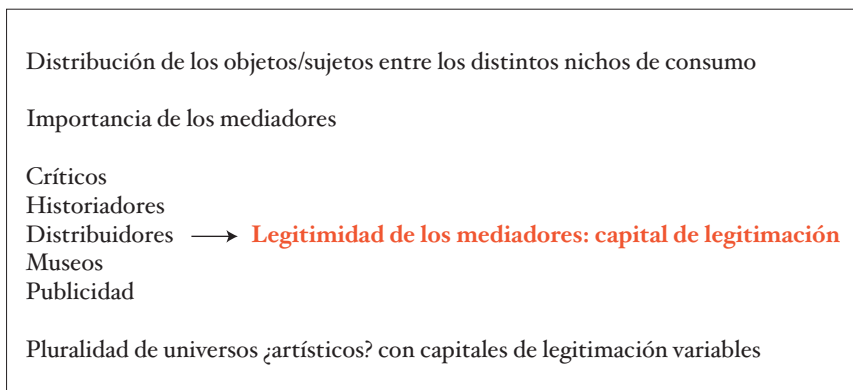 Distribución de los objetos/sujetos entre los distintos nichos de consumo
Importancia de los mediadores
Críticos
Historiadores
Distribuidores → Legitimidad de los mediadores: capital de legitimación
Museos
Publicidad
Pluralidad de universos ¿artísticos? con capitales de legitimación variables